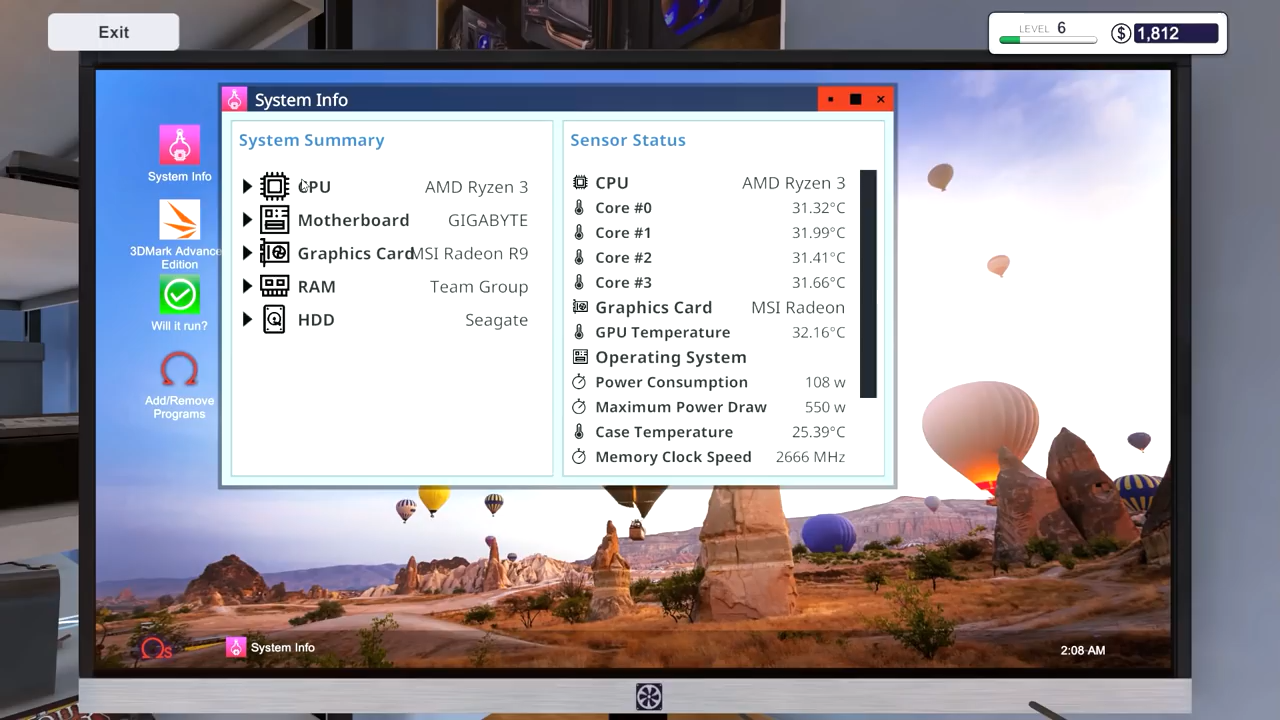 Exit
LEVEL 6
$ 1,812
System Info
System Summary
CPU AMD Ryzen 3
Motherboard GIGABYTE
Graphics Card MSI Radeon R9
RAM Team Group
HDD Seagate
Sensor Status
CPU AMD Ryzen 3
Core #0 31.32°C
Core #1 31.99°C
Core #2 31.41°C
Core #3 31.66°C
Graphics Card MSI Radeon
GPU Temperature 32.16°C
Operating System
Power Consumption 108 w
Maximum Power Draw 550 w
Case Temperature 25.39°C
Memory Clock Speed 2666 MHz
System Info
3DMark Advance
Edition
Will it run?
Add/Remove
Programs
Ωs
System Info
2:08 AM